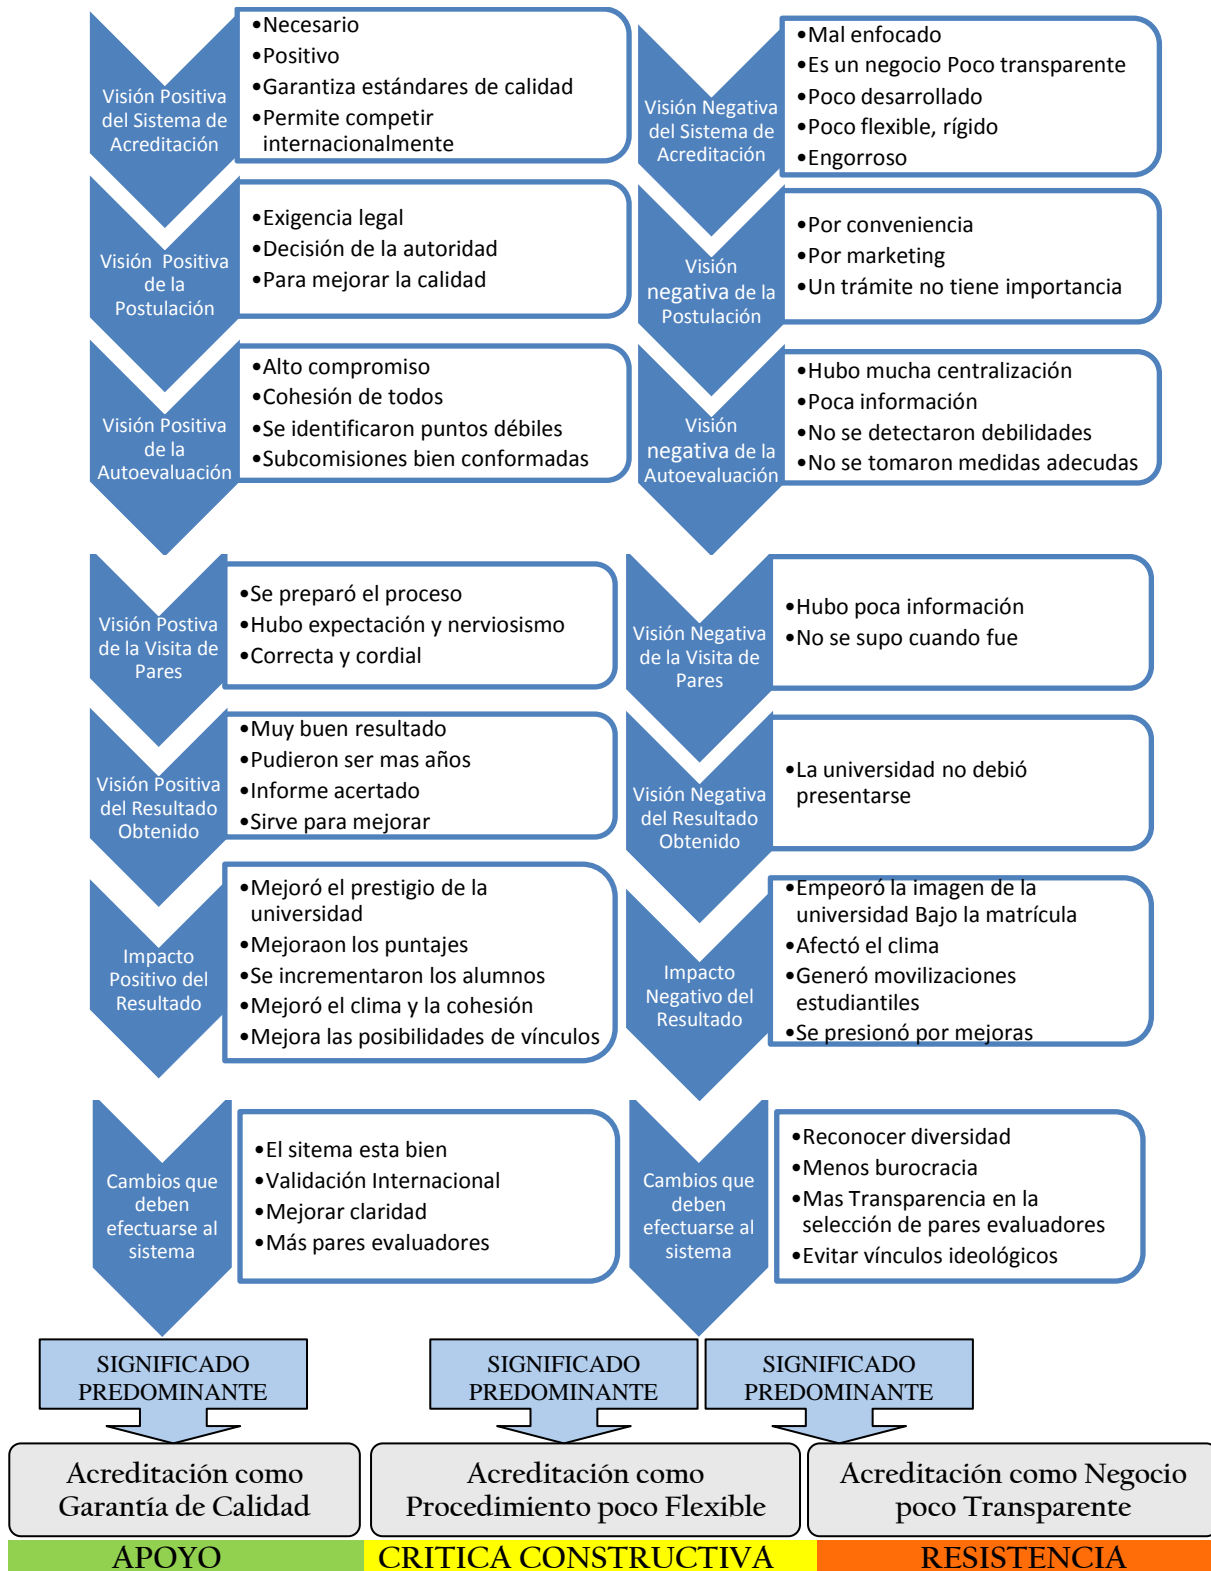 Visión Positiva
del Sistema de
Acreditación
•Necesario
•Positivo
•Garantiza estándares de calidad
•Permite competir
internacionalmente
Visión Negativa
del Sistema de
Acreditación
•Mal enfocado
•Es un negocio Poco transparente
•Poco desarrollado
•Poco flexible, rígido
•Engorroso
Visión Positiva
de la
Postulación
•Exigencia legal
•Decisión de la autoridad
•Para mejorar la calidad
Visión
negativa de la
Postulación
•Por conveniencia
•Por marketing
•Un trámite no tiene importancia
Visión Positiva
de la
Autoevaluación
•Alto compromiso
•Cohesión de todos
•Se identificaron puntos débiles
•Subcomisiones bien conformadas
Visión
negativa de la
Autoevaluación
•Hubo mucha centralización
•Poca información
•No se detectaron debilidades
•No se tomaron medidas adecudas
Visión Postiva
de la Visita de
Pares
•Se preparó el proceso
•Hubo expectación y nerviosismo
•Correcta y cordial
Visión Negativa
de la Visita de
Pares
•Hubo poca información
•No se supo cuando fue
Visión Positiva
del Resultado
Obtenido
•Muy buen resultado
•Pudieron ser mas años
•Informe acertado
•Sirve para mejorar
Visión Negativa
del Resultado
Obtenido
•La universidad no debió
presentarse
Impacto
Positivo del
Resultado
•Mejoró el prestigio de la
universidad
•Mejoraon los puntajes
•Se incrementaron los alumnos
•Mejoró el clima y la cohesión
•Mejora las posibilidades de vínculos
Impacto
Negativo del
Resultado
•Empeoró la imagen de la
universidad Bajo la matrícula
•Afectó el clima
•Generó movilizaciones
estudiantiles
•Se presionó por mejoras
Cambios que
deben
efectuarse al
sistema
•El sitema esta bien
•Validación Internacional
•Mejorar claridad
•Más pares evaluadores
Cambios que
deben
efectuarse al
sistema
•Reconocer diversidad
•Menos burocracia
•Mas Transparencia en la
selección de pares evaluadores
•Evitar vínculos ideológicos
SIGNIFICADO
PREDOMINANTE
SIGNIFICADO
PREDOMINANTE
SIGNIFICADO
PREDOMINANTE
Acreditación como
Garantía de Calidad
Acreditación como
Procedimiento poco Flexible
Acreditación como Negocio
poco Transparente
APOYO
CRITICA CONSTRUCTIVA
RESISTENCIA